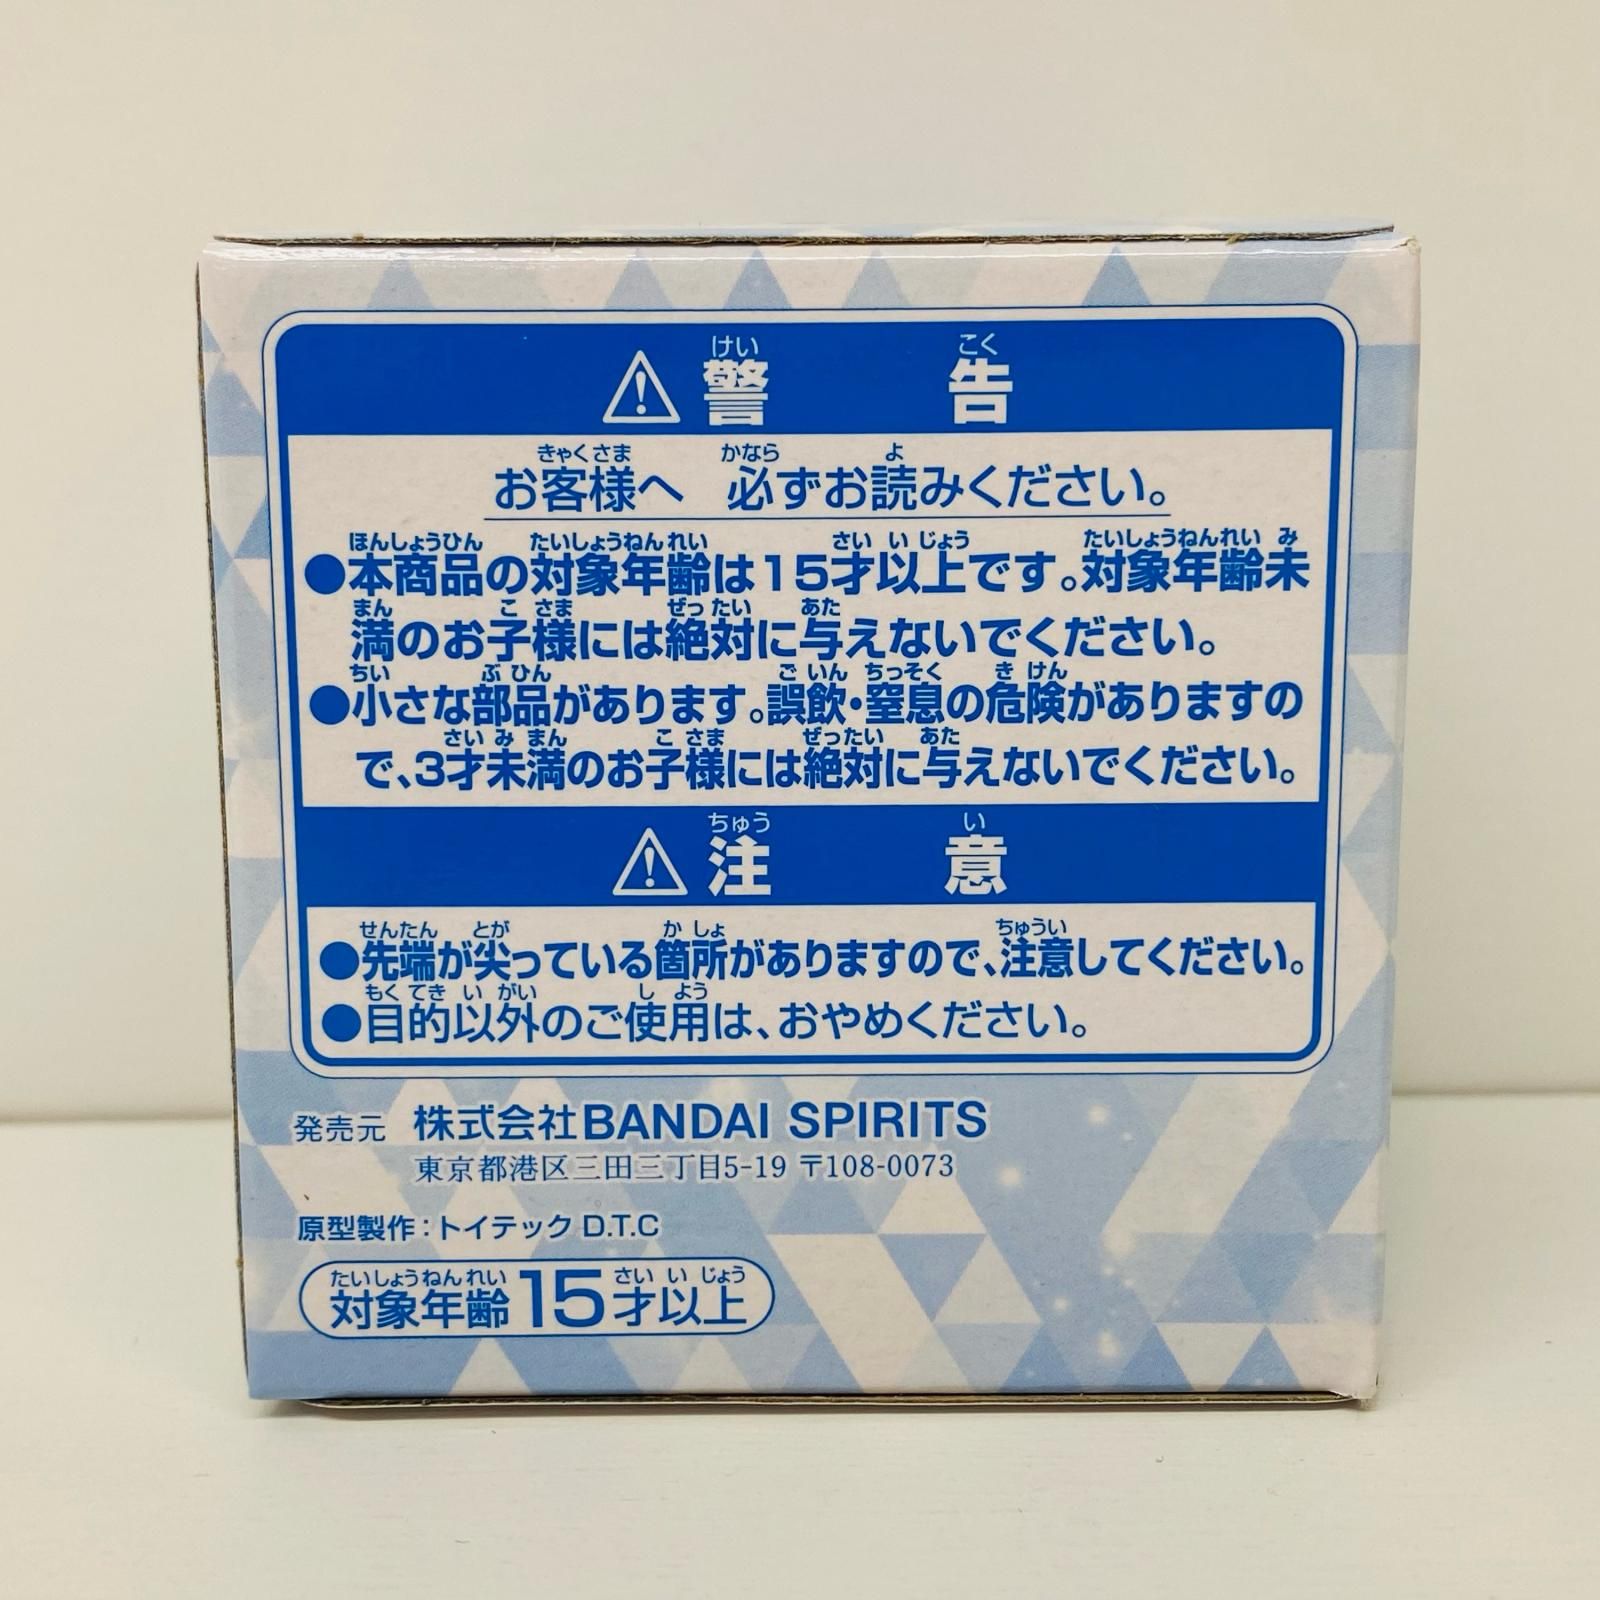 ⚠警告
お客様へ 必ずお読みください。
●本商品の対象年齢は15才以上です。対象年齢未
満のお子様には絶対に与えないでください。
●小さな部品があります。誤飲・窒息の危険がありますの
で、3才未満のお子様には絶対に与えないでください。
⚠注意
●先端が尖っている箇所がありますので、注意してください。
●目的以外のご使用は、おやめください。
発売元 株式会社BANDAI SPIRITS
東京都港区三田三丁目5-19 〒108-0073
原型製作：トイテック D.T.C
対象年齢15才以上